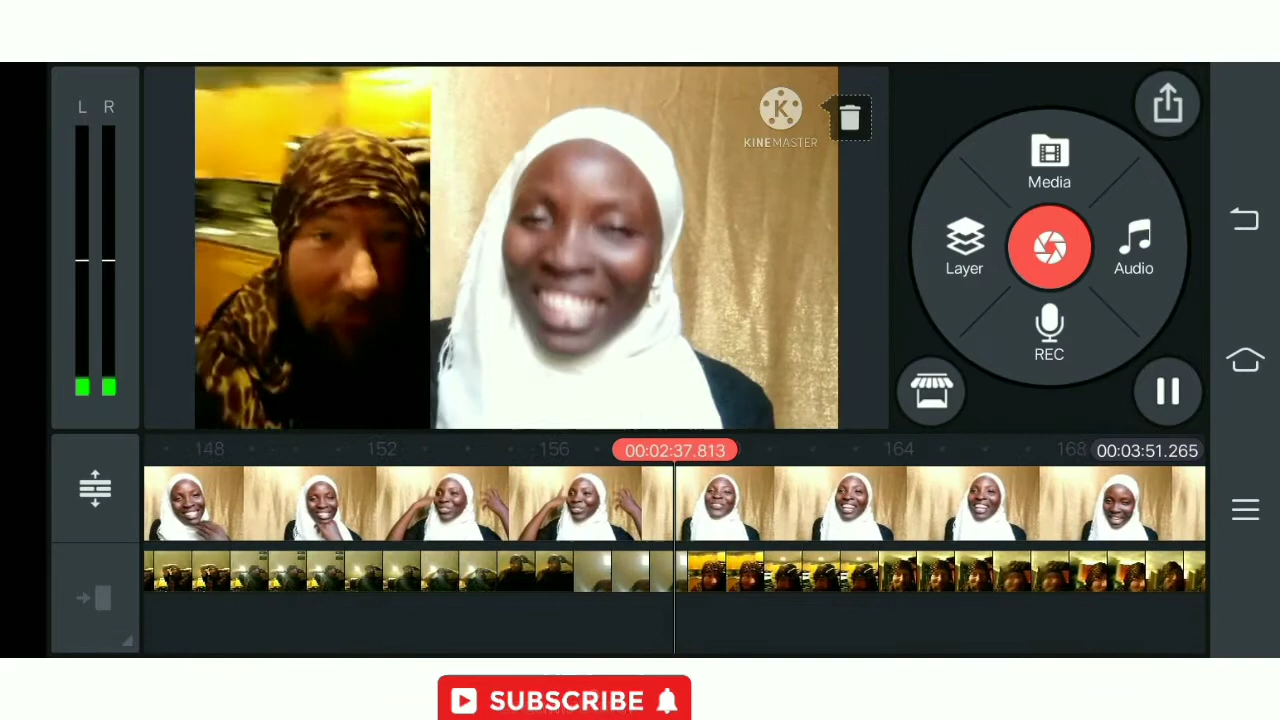 L R
KINEMASTER
Media
Layer
Audio
REC
148
152
156
00:02:37.813
164
168
00:03:51.265
SUBSCRIBE